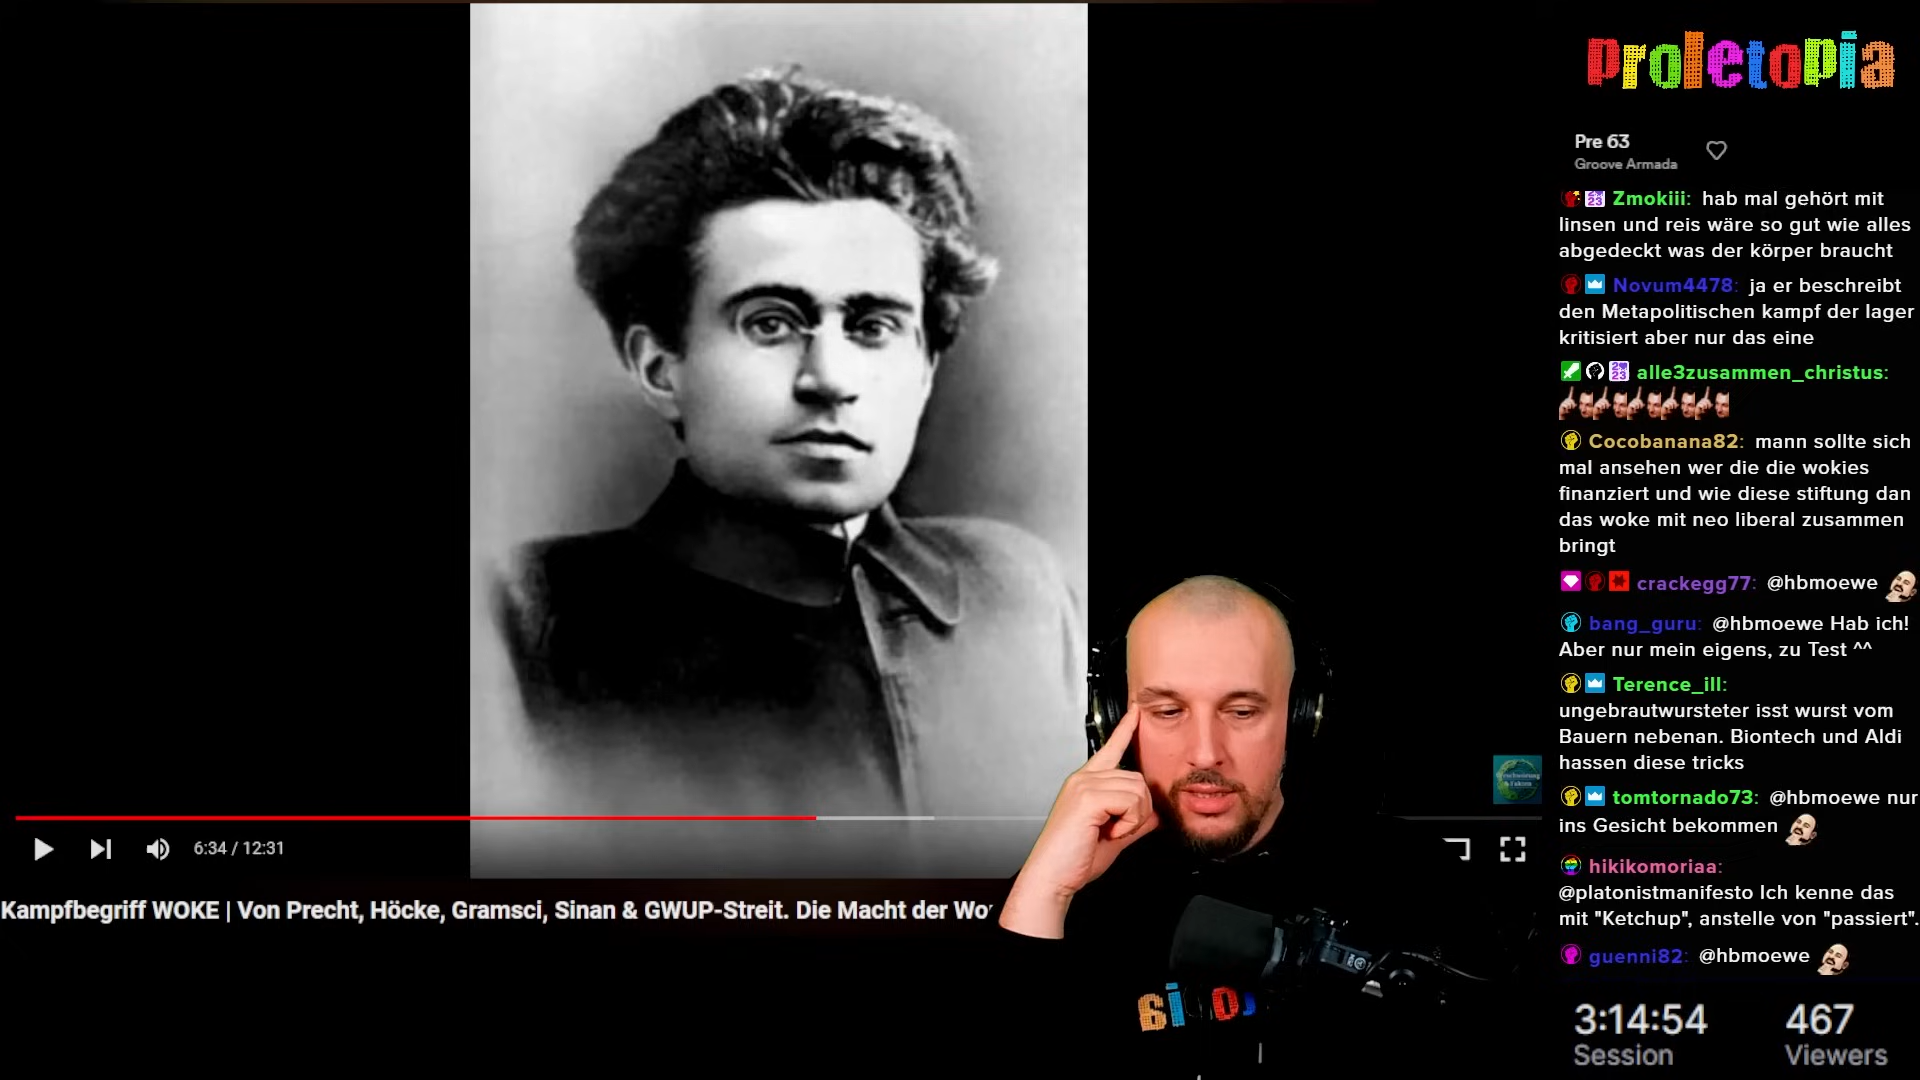 Proletopia
Pre 63
Groove Armada
Zmokiii: hab mal gehört mit
linsen und reis wäre so gut wie alles
abgedeckt was der körper braucht
Novum4478: ja er beschreibt
den Metapolitischen kampf der lager
kritisiert aber nur das eine
alle3zusammen_christus:
Cocobanana82: mann sollte sich
mal ansehen wer die die wokies
finanziert und wie diese stiftung dan
das woke mit neo liberal zusammen
bringt
crackegg77: @hbmoewe
bang_guru: @hbmoewe Hab ich!
Aber nur mein eigens, zu Test ^^
Terence_ill:
ungebrautwursteter isst wurst vom
Bauern nebenan. Biontech und Aldi
hassen diese tricks
tomtornado73: @hbmoewe nur
ins Gesicht bekommen
hikikomoriaa:
@platonistmanifesto Ich kenne das
mit "Ketchup", anstelle von "passiert".
guenni82: @hbmoewe
3:14:54
Session
467
Viewers
6:34 / 12:31
Kampfbegriff WOKE | Von Precht, Höcke, Gramsci, Sinan & GWUP-Streit. Die Macht der Wor